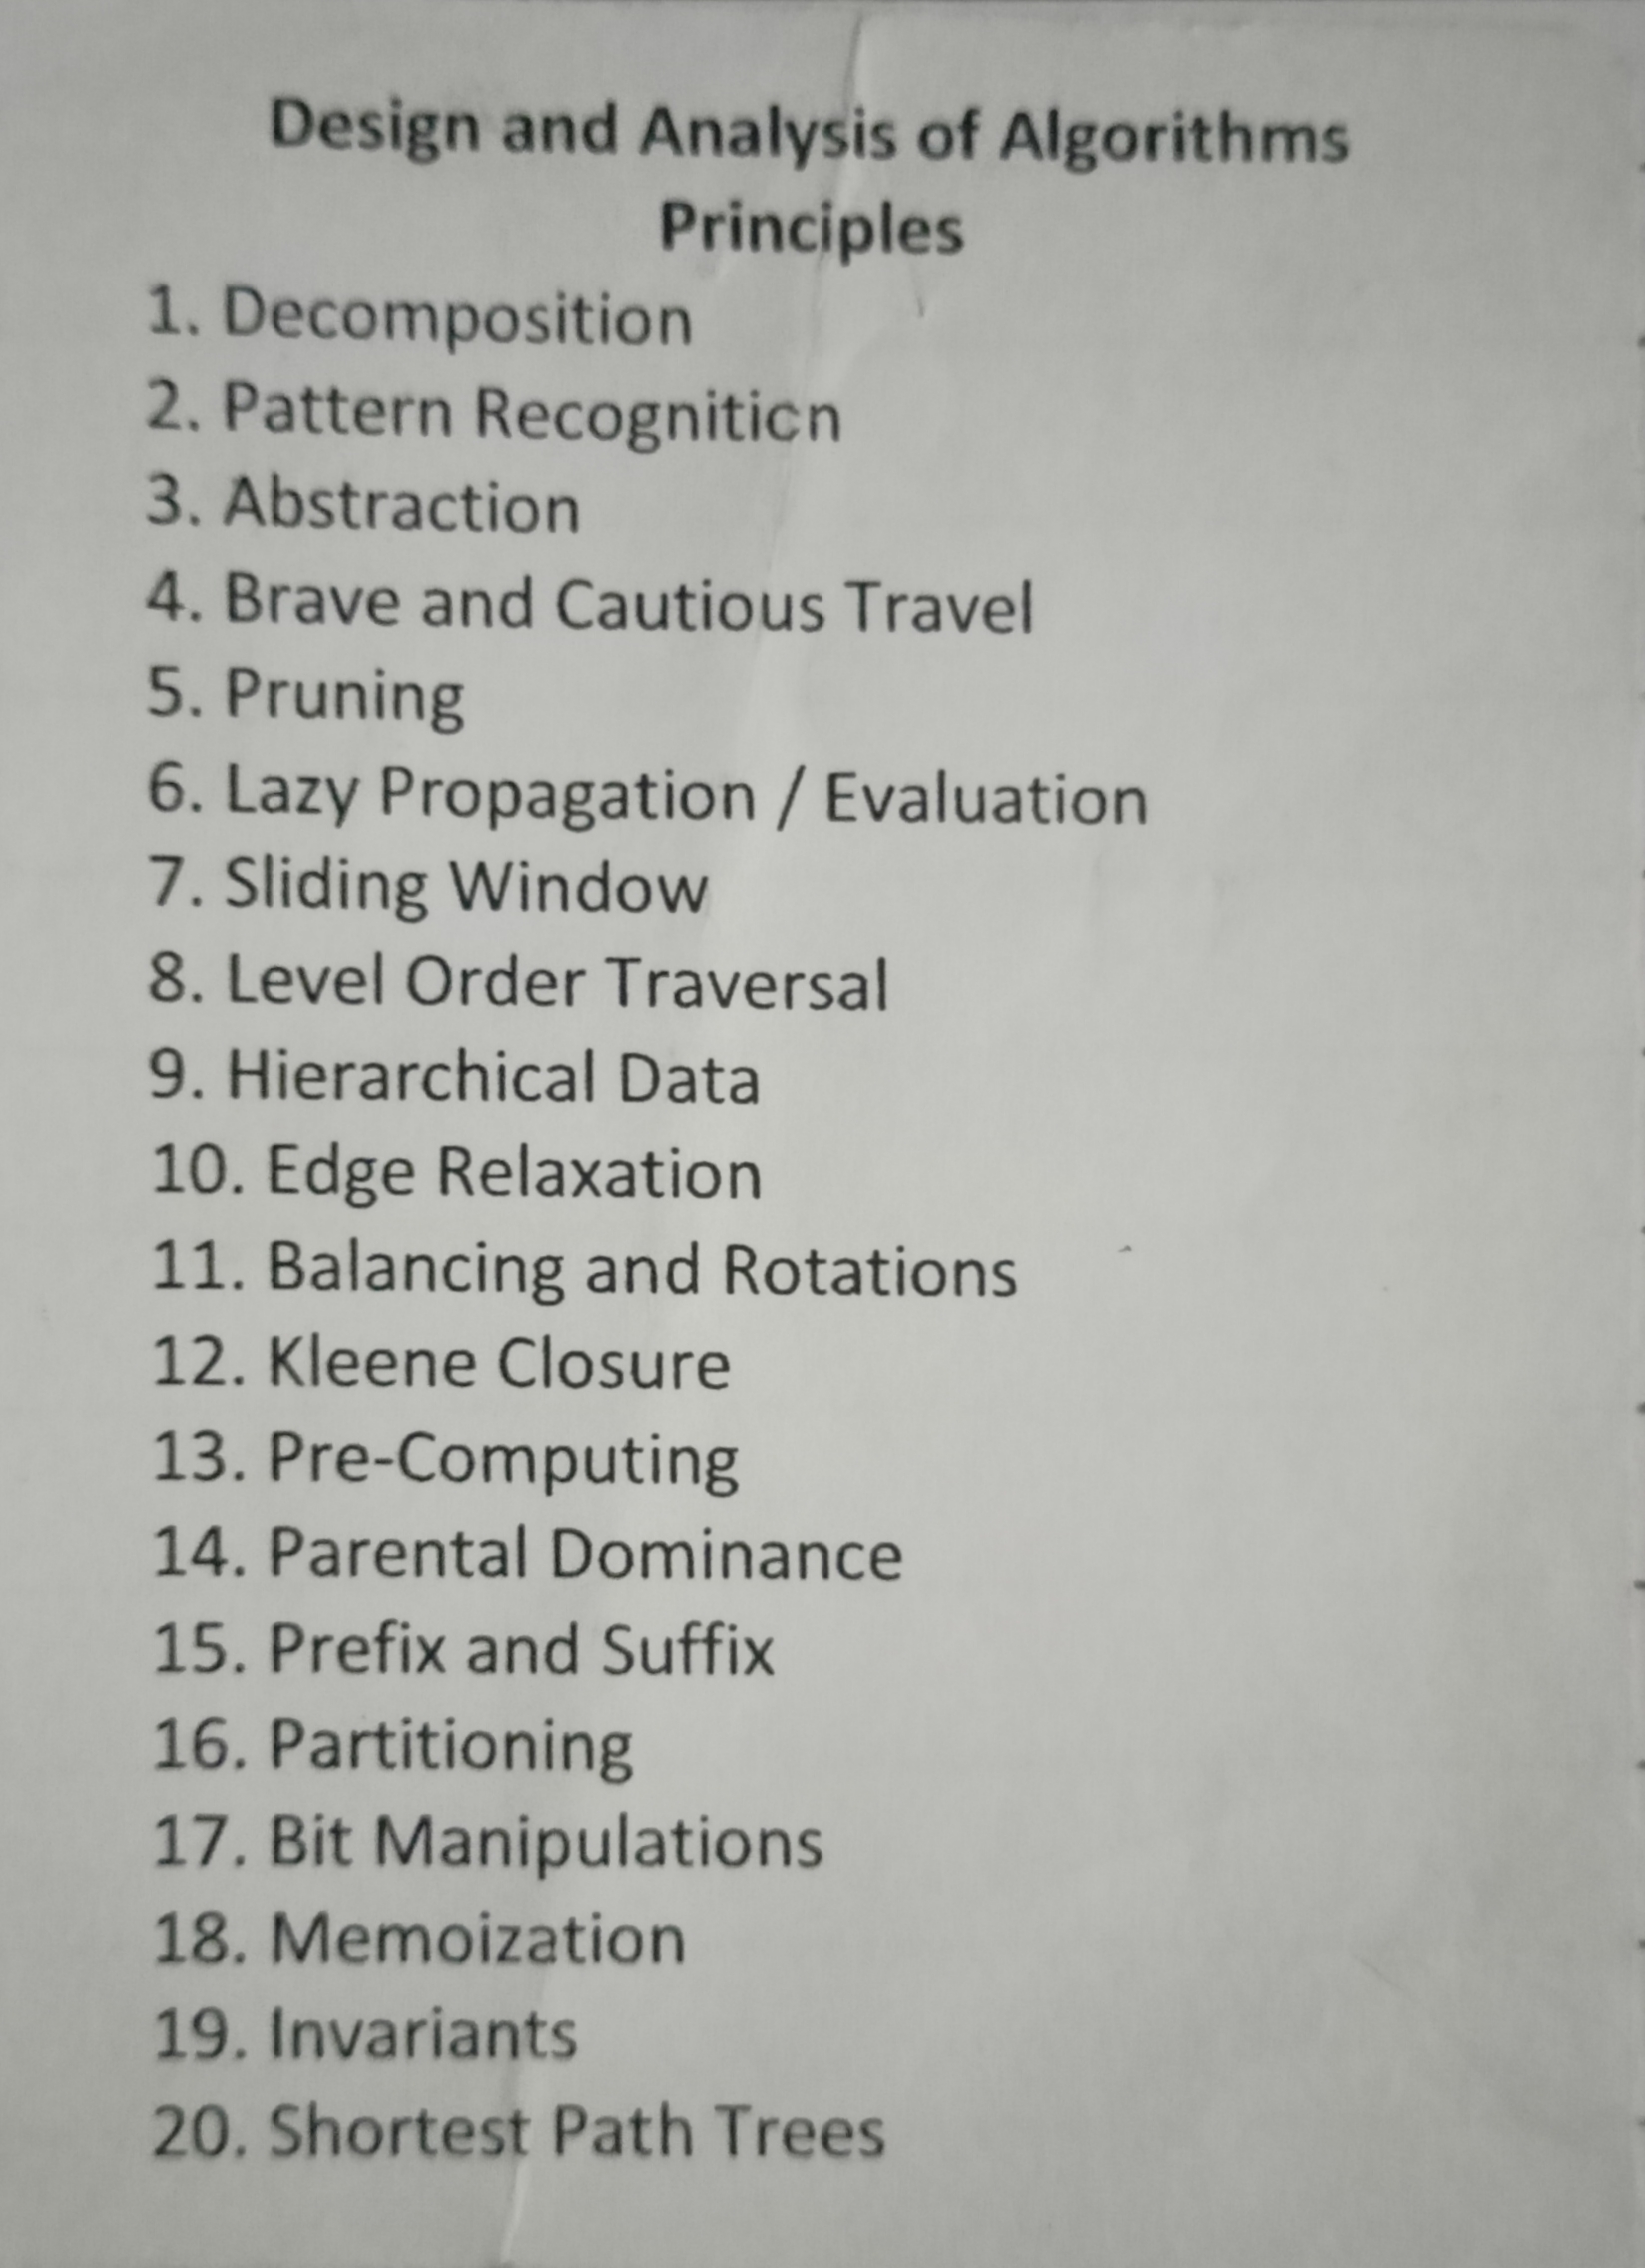 Design and Analysis of Algorithms
Principles
1. Decomposition
2. Pattern Recognition
3. Abstraction
4. Brave and Cautious Travel
5. Pruning
6. Lazy Propagation / Evaluation
7. Sliding Window
8. Level Order Traversal
9. Hierarchical Data
10. Edge Relaxation
11. Balancing and Rotations
12. Kleene Closure
13. Pre-Computing
14. Parental Dominance
15. Prefix and Suffix
16. Partitioning
17. Bit Manipulations
18. Memoization
19. Invariants
20. Shortest Path Trees